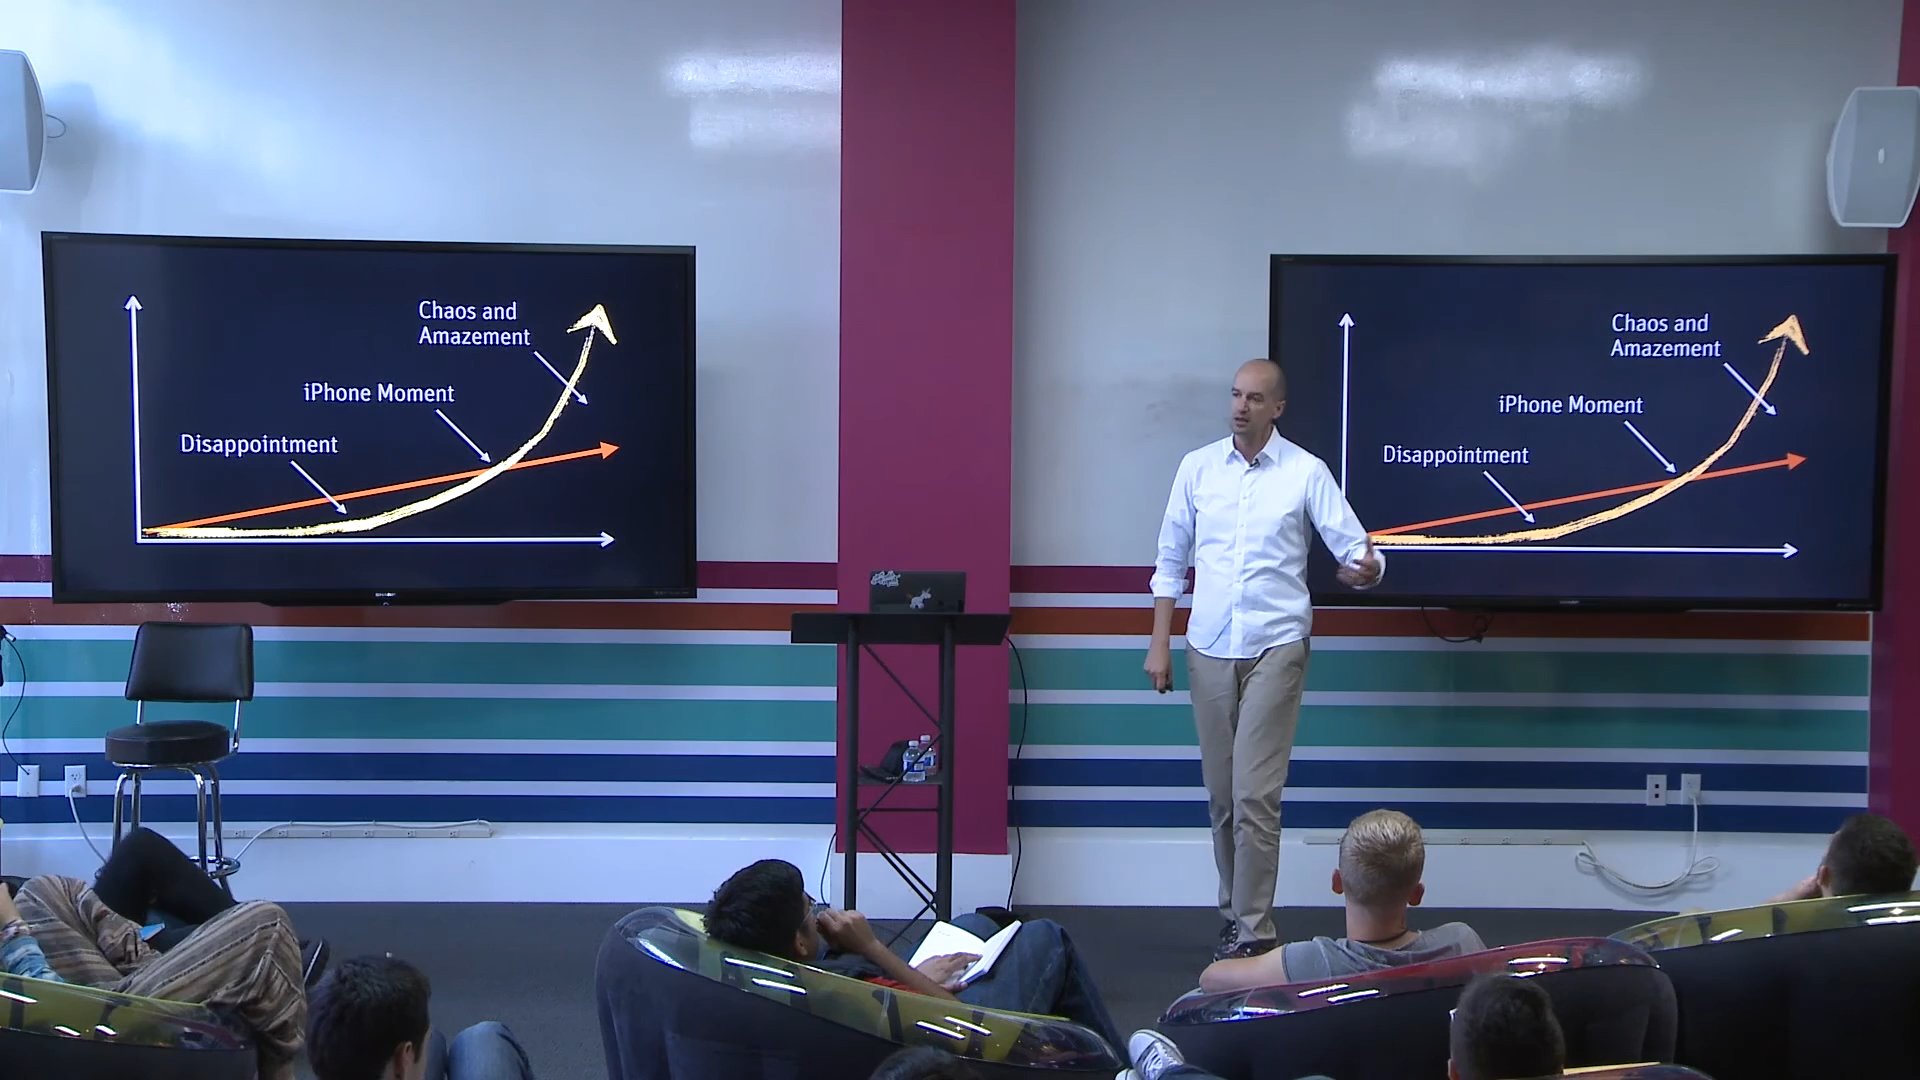 Chaos and
Amazement
iPhone Moment
Disappointment
Chaos and
Amazement
iPhone Moment
Disappointment